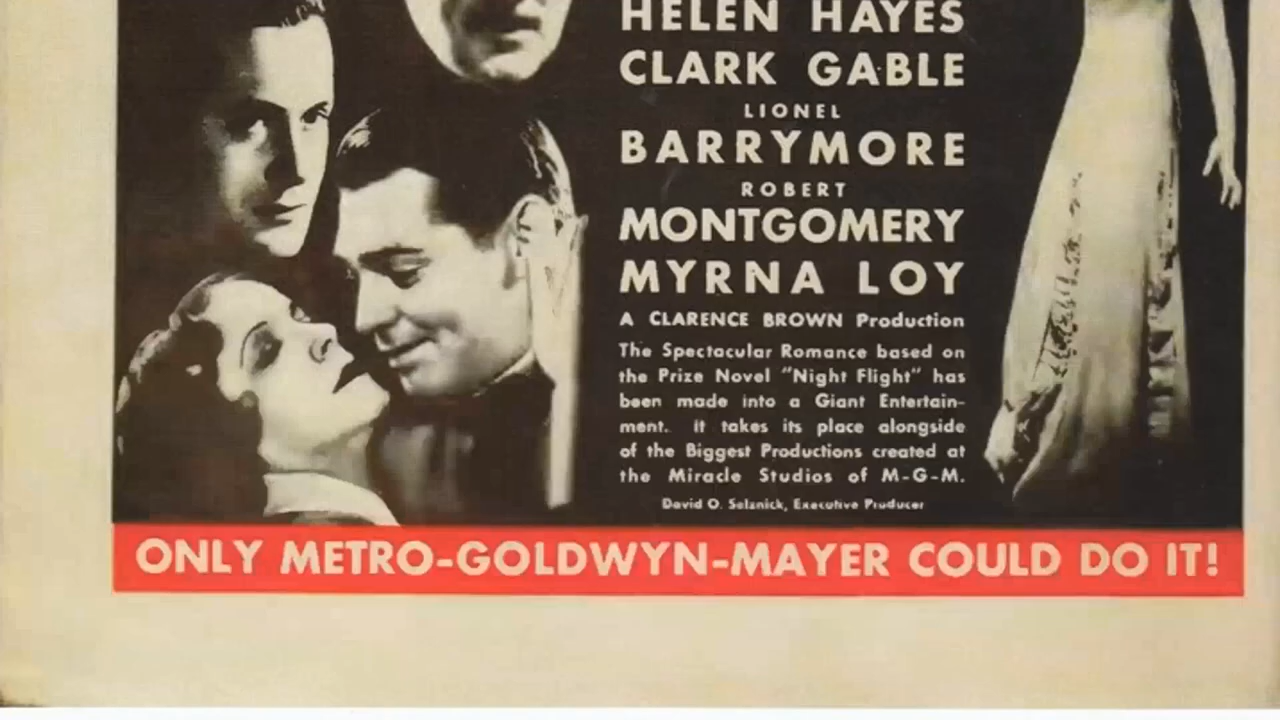 HELEN HAYES
CLARK GABLE
LIONEL
BARRYMORE
ROBERT
MONTGOMERY
MYRNA LOY
A CLARENCE BROWN Production
The Spectacular Romance based on
the Prize Novel "Night Flight" has
been made into a Giant Entertain-
ment. It takes its place alongside
of the Biggest Productions created at
the Miracle Studios of M-G-M.
David O. Selznick, Executive Producer
ONLY METRO-GOLDWYN-MAYER COULD DO IT!